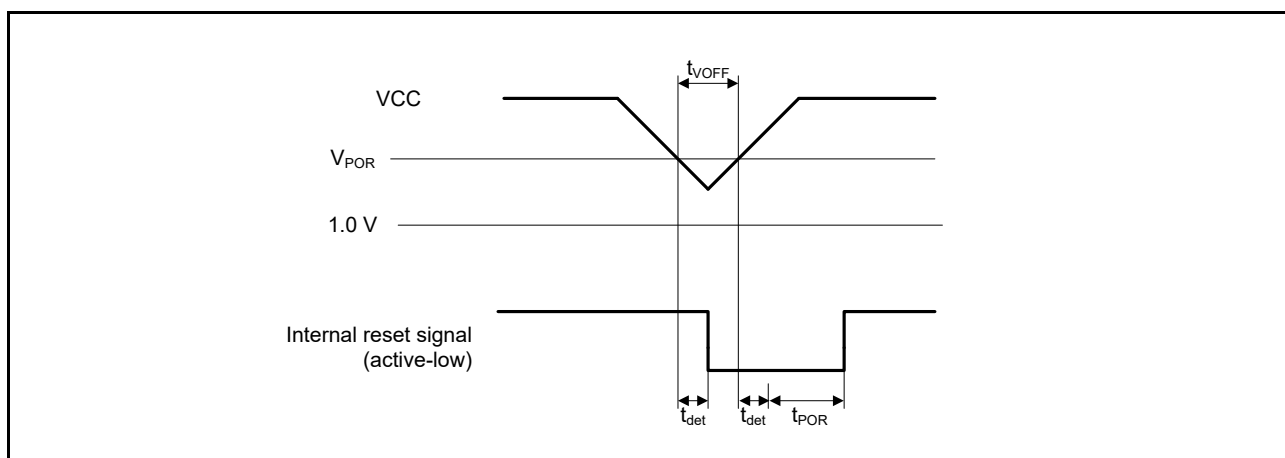 tVOFF
VCC
VPOR
1.0 V
Internal reset signal
(active-low)
tdet
tdet
tPOR